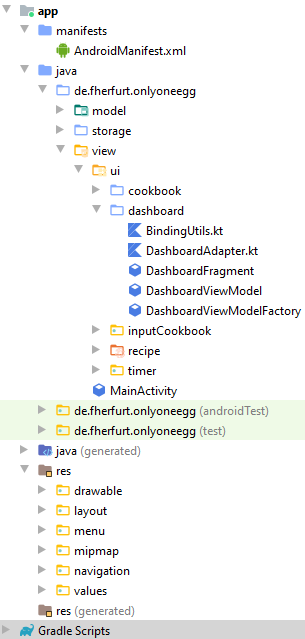 app
manifests
AndroidManifest.xml
java
de.fherfurt.onlyoneegg
model
storage
view
ui
cookbook
dashboard
BindingUtils.kt
DashboardAdapter.kt
DashboardFragment
DashboardViewModel
DashboardViewModelFactory
inputCookbook
recipe
timer
MainActivity
de.fherfurt.onlyoneegg (androidTest)
de.fherfurt.onlyoneegg (test)
java (generated)
res
drawable
layout
menu
mipmap
navigation
values
res (generated)
Gradle Scripts